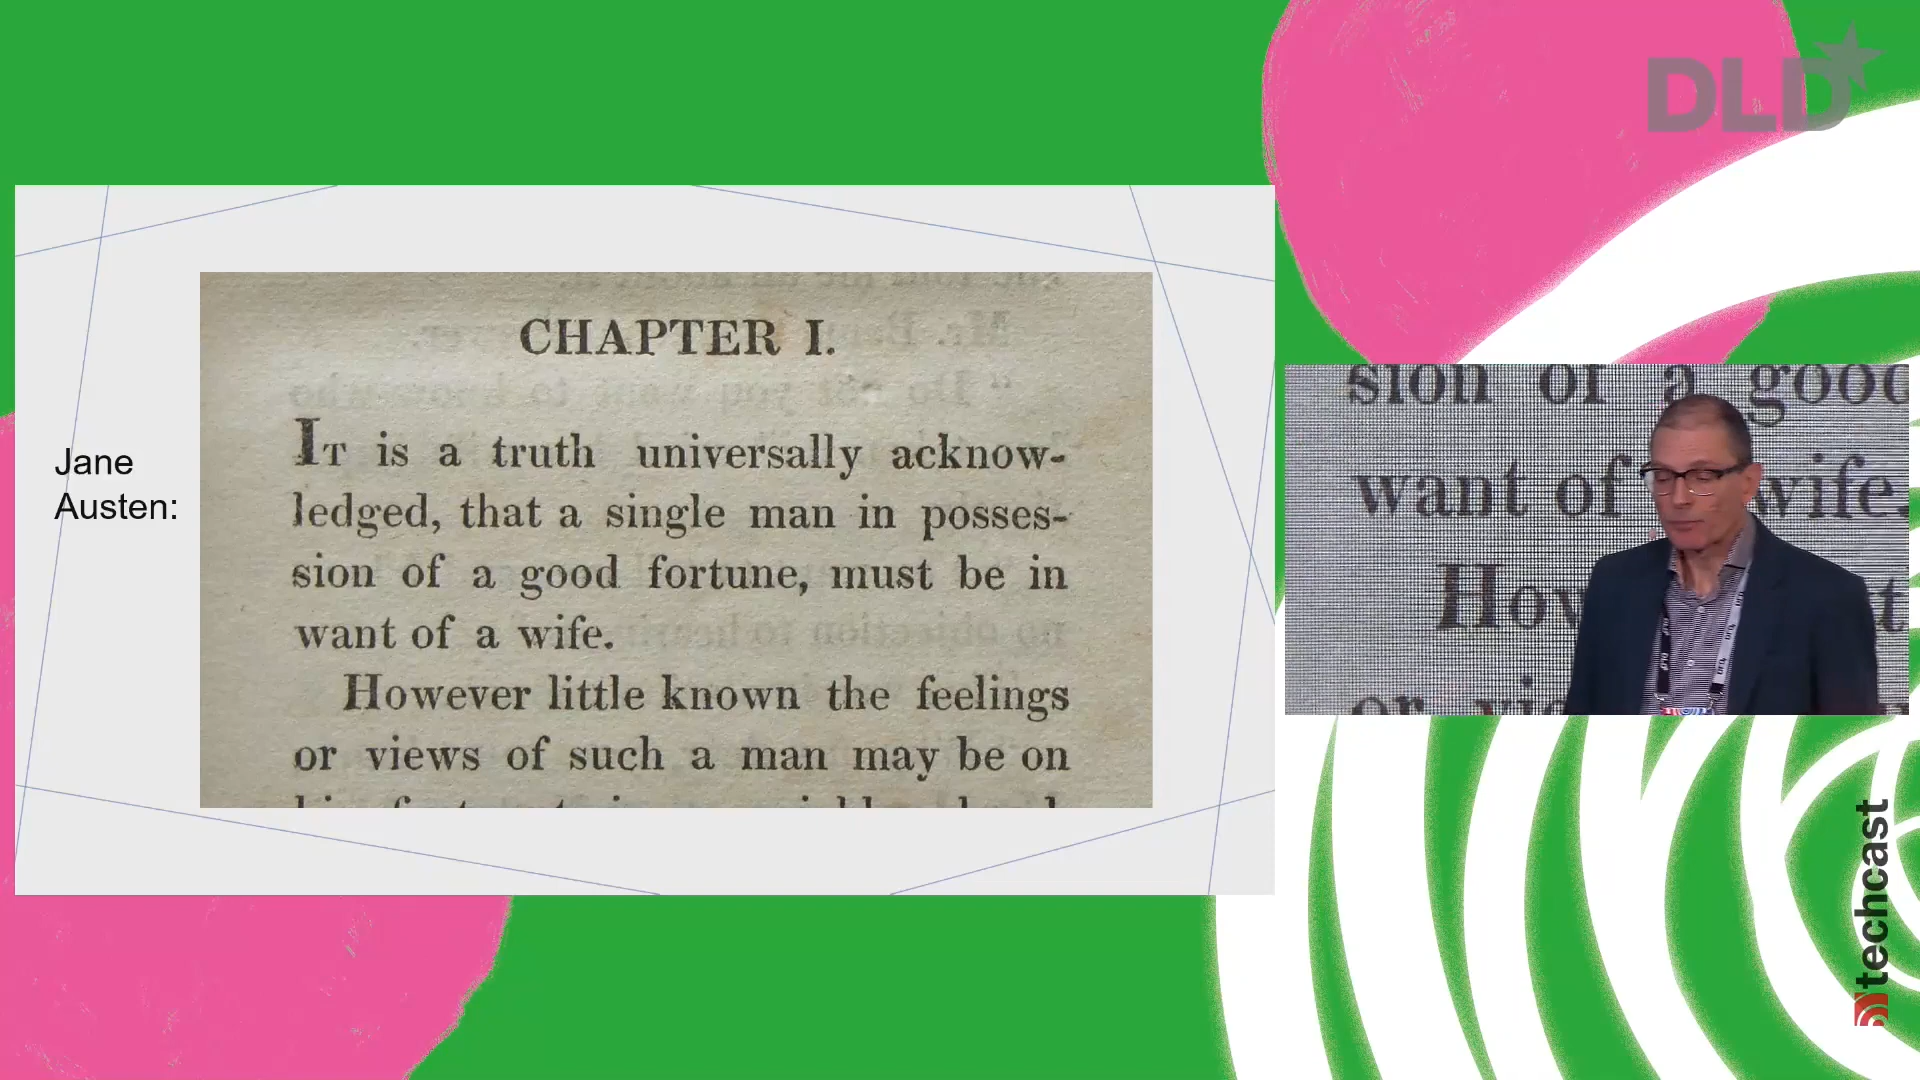 DLD
Jane
Austen:
CHAPTER I.
IT is a truth universally acknow-
ledged, that a single man in posses-
sion of a good fortune, must be in
want of a wife.
However little known the feelings
or views of such a man may be on
sion of a good
want of wife.
How
or
techcast